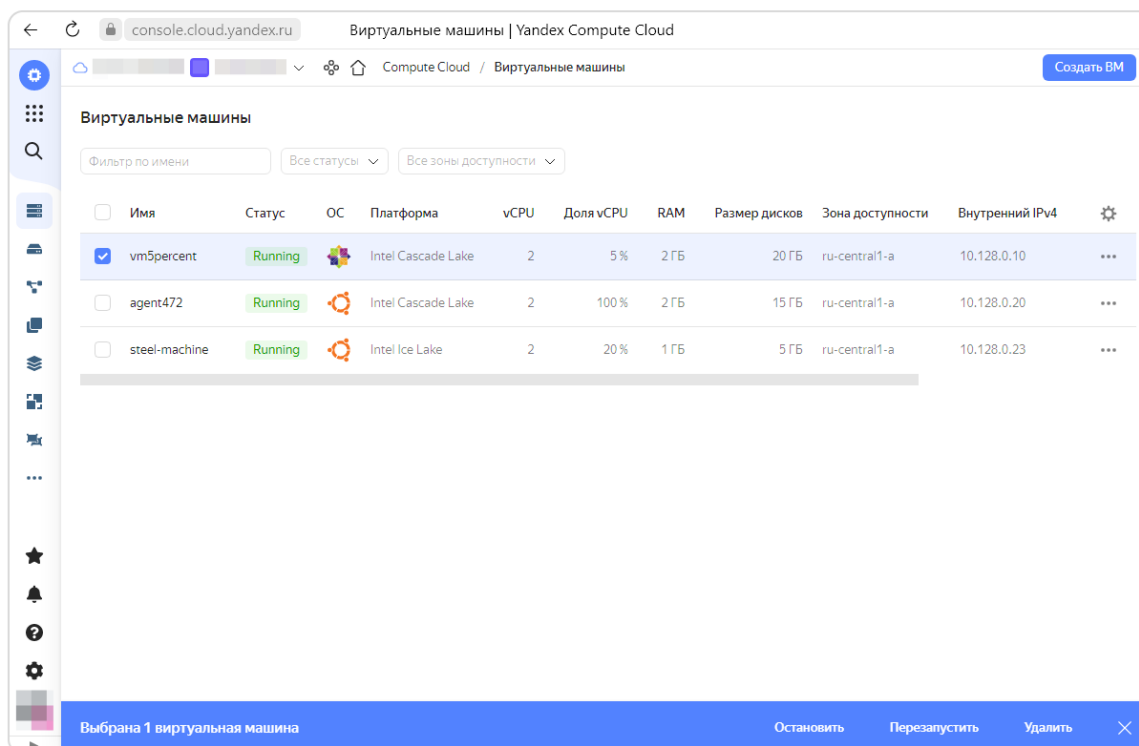 console.cloud.yandex.ru Виртуальные машины | Yandex Compute Cloud
Compute Cloud / Виртуальные машины Создать ВМ
Виртуальные машины
Фильтр по имени Все статусы Все зоны доступности
Имя Статус ОС Платформа vCPU Доля vCPU RAM Размер дисков Зона доступности Внутренний IPv4
vm5percent Running Intel Cascade Lake 2 5 % 2 ГБ 20 ГБ ru-central1-a 10.128.0.10
agent472 Running Intel Cascade Lake 2 100 % 2 ГБ 15 ГБ ru-central1-a 10.128.0.20
steel-machine Running Intel Ice Lake 2 20 % 1 ГБ 5 ГБ ru-central1-a 10.128.0.23
Выбрана 1 виртуальная машина Остановить Перезапустить Удалить